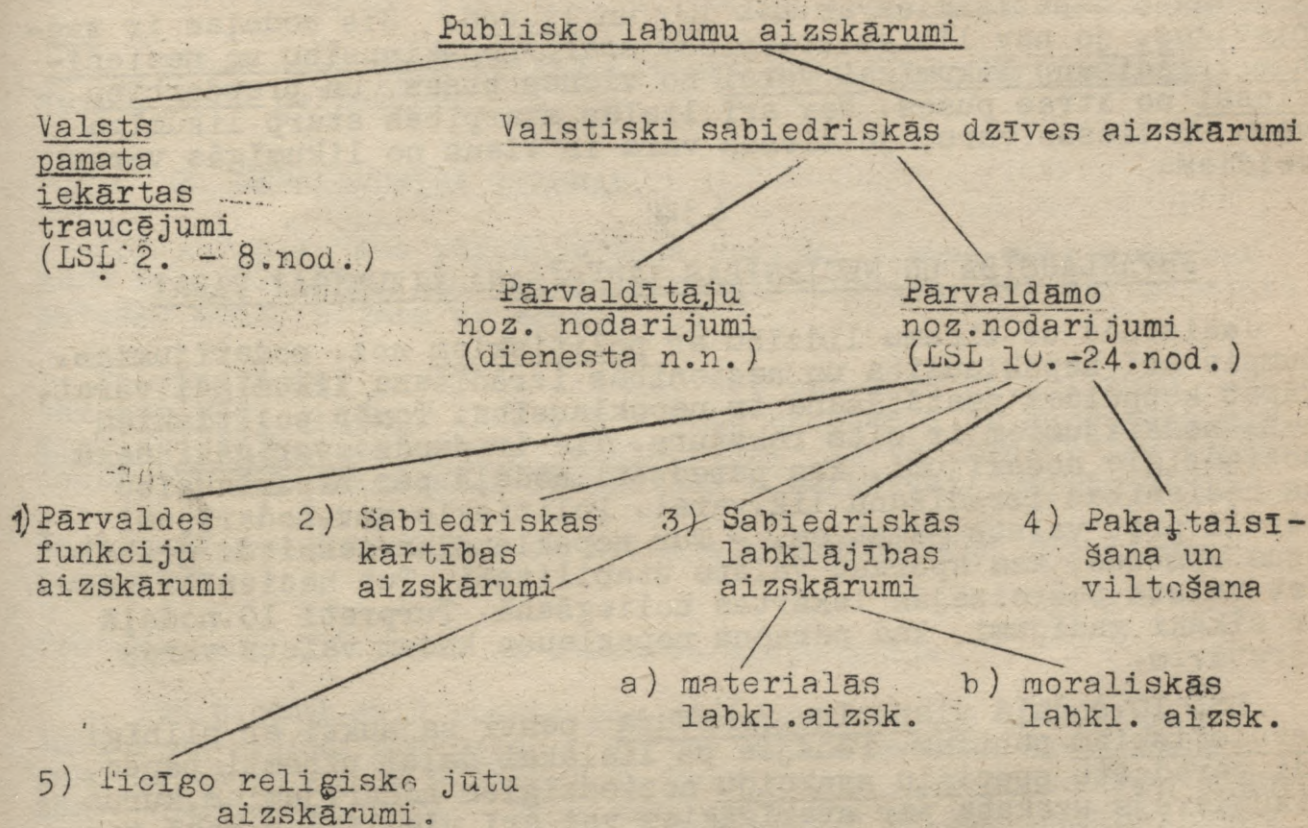 Publisko labumu aizskārumi
Valsts
pamata
iekārtas
traucējumi
(LSL 2. - 8.nod.)
Valstiski sabiedriskās dzīves aizskārumi
Pārvaldītāju
noz. nodarijumi
(dienesta n.n.)
Pārvaldāmo
noz.nodarijumi
(LSL 10.-24.nod.)
1) Pārvaldes
funkciju
aizskārumi
2) Sabiedriskās
kārtības
aizskārumi
3) Sabiedriskās
labklājības
aizskārumi
4) Pakaļtaisī-
šana un
viltošana
a) materialās
labkl.aizsk.
b) moraliskās
labkl. aizsk.
5) Ticīgo reliģisko jūtu
aizskārumi.